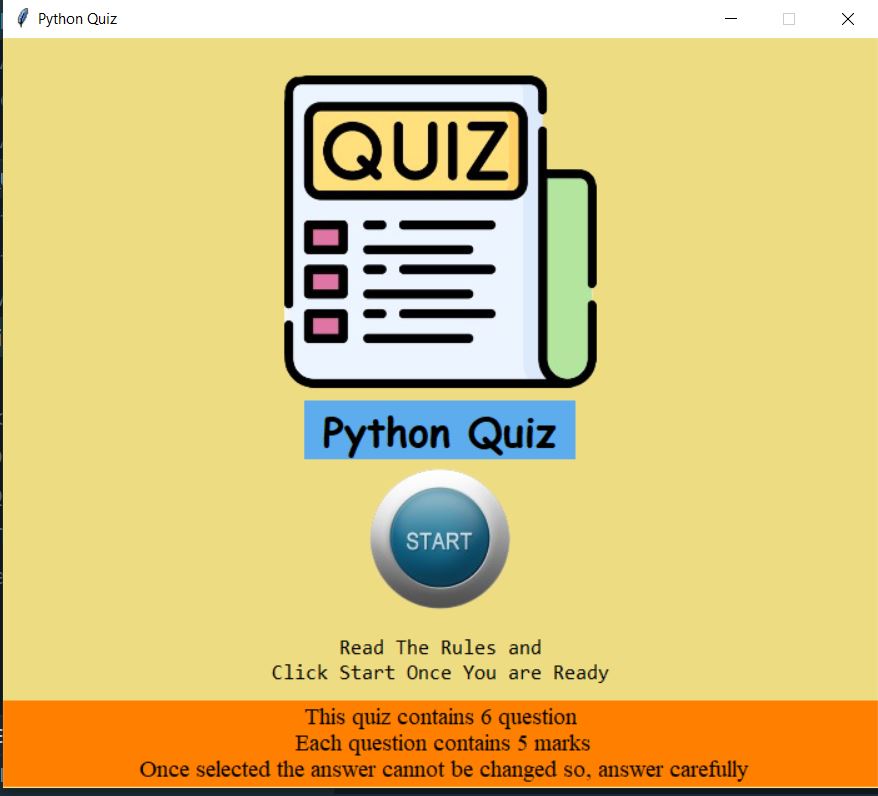 Python Quiz
QUIZ
Python Quiz
START
Read The Rules and
Click Start Once You are Ready
This quiz contains 6 question
Each question contains 5 marks
Once selected the answer cannot be changed so, answer carefully